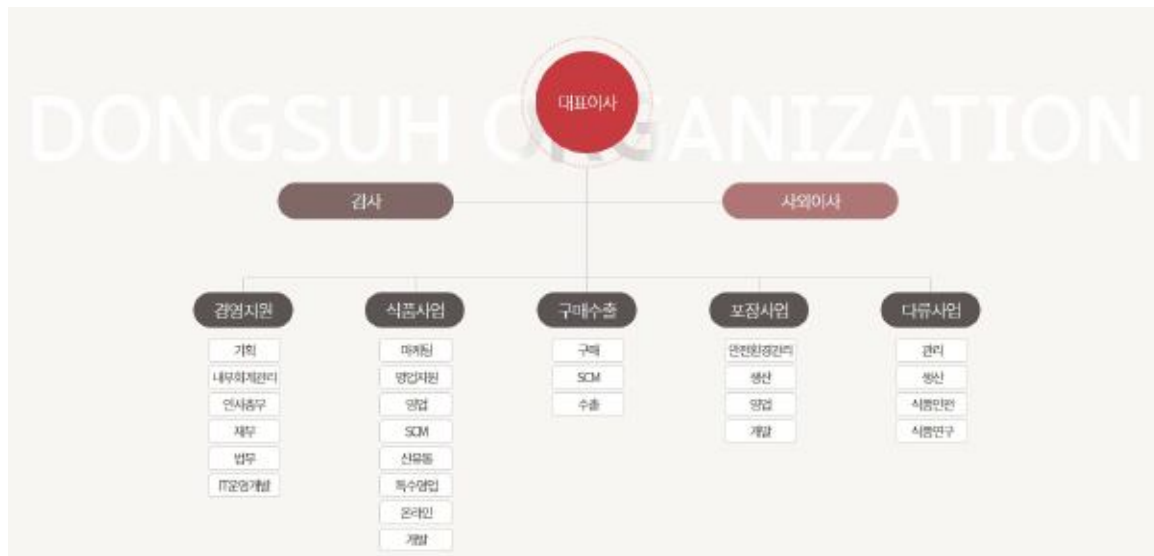 DONGSUH ORGANIZATION
대표이사
감사
사외이사
경영지원
기획
내부회계관리
인사총무
재무
법무
IT운영개발
식품사업
마케팅
영업지원
영업
SCM
신유통
특수영업
온라인
개발
구매수출
구매
SCM
수출
포장사업
안전환경관리
생산
영업
개발
다류사업
관리
생산
식품안전
식품연구